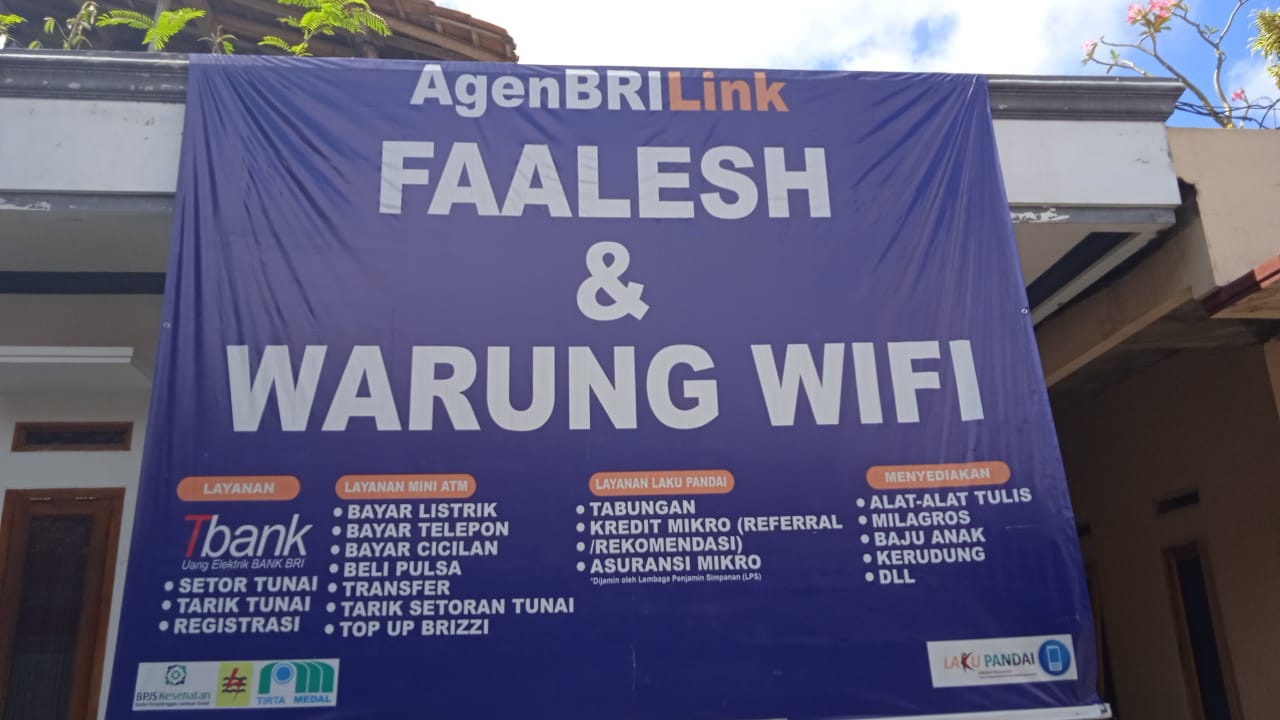 AgenBRILink
FAALESH
&
WARUNG WIFI
LAYANAN
Tbank
Uang Elektrik BANK BRI
• SETOR TUNAI
• TARIK TUNAI
• REGISTRASI
LAYANAN MINI ATM
• BAYAR LISTRIK
• BAYAR TELEPON
• BAYAR CICILAN
• BELI PULSA
• TRANSFER
• TARIK SETORAN TUNAI
• TOP UP BRIZZI
LAYANAN LAKU PANDAI
• TABUNGAN
• KREDIT MIKRO (REFERRAL
• /REKOMENDASI)
• ASURANSI MIKRO
*Dijamin oleh Lembaga Penjamin Simpanan (LPS)
MENYEDIAKAN
• ALAT-ALAT TULIS
• MILAGROS
• BAJU ANAK
• KERUDUNG
• DLL
BPJS Kesehatan
TIRTA MEDAL
LAKU PANDAI